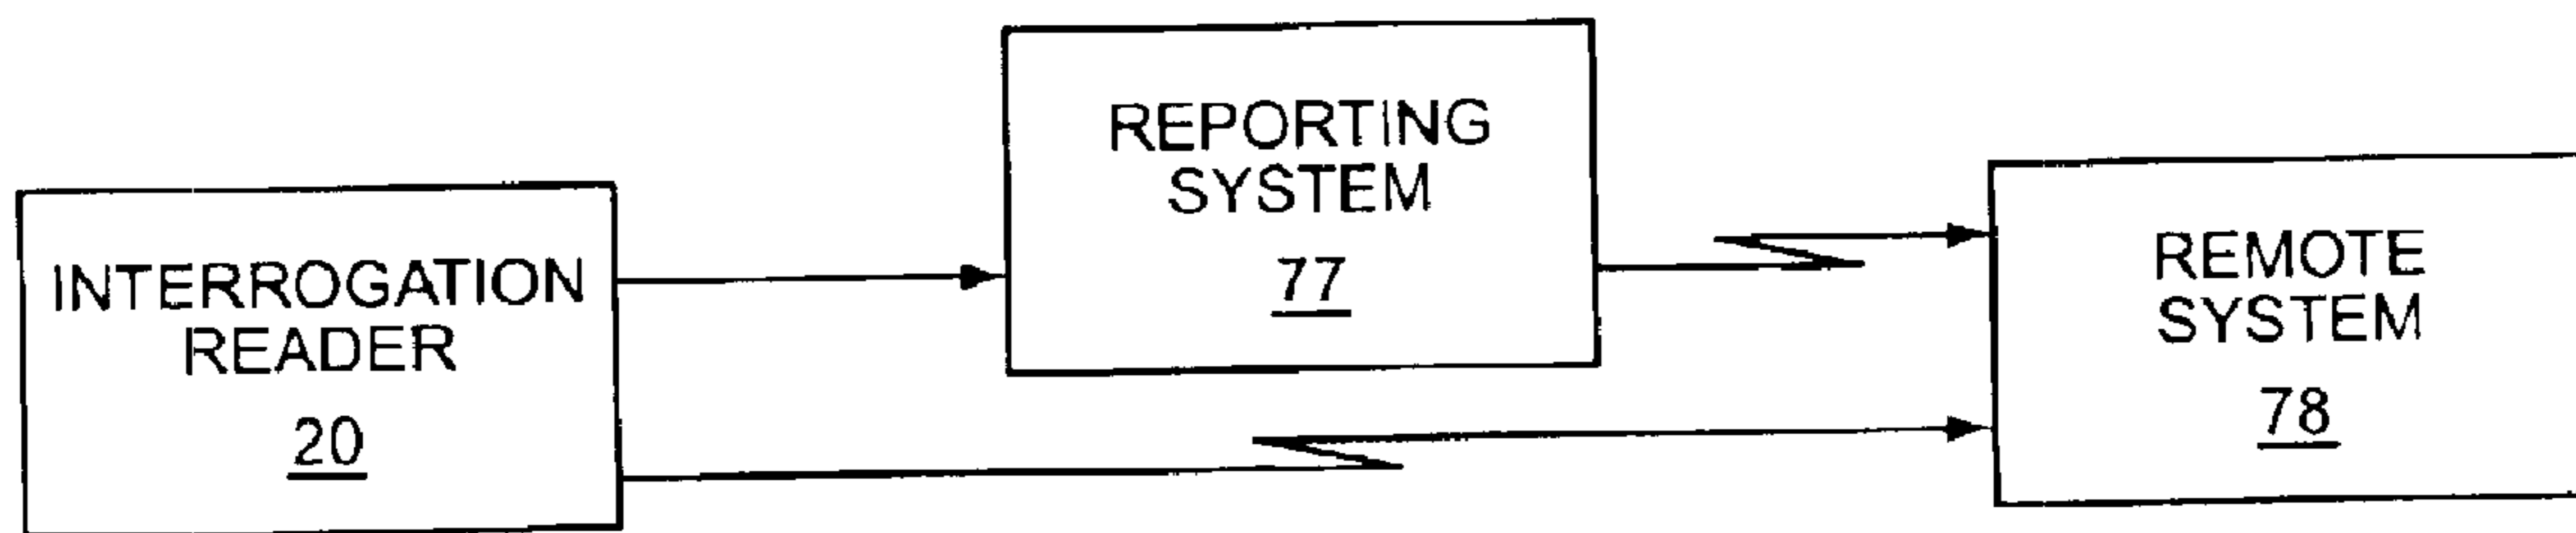 INTERROGATION
READER
20
REPORTING
SYSTEM
77
REMOTE
SYSTEM
78